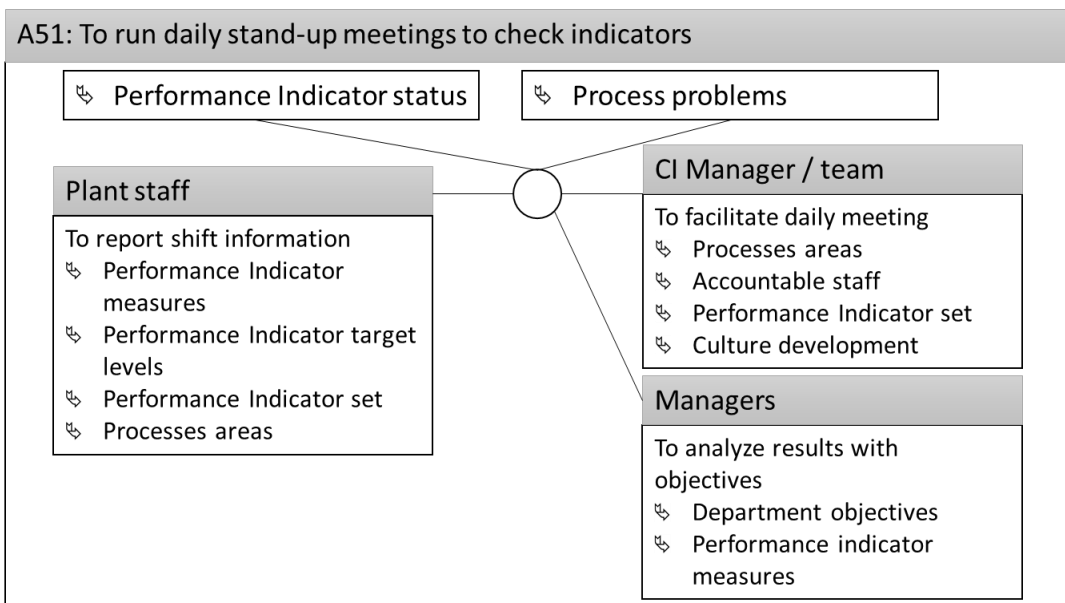 A51: To run daily stand-up meetings to check indicators
Performance Indicator status
Process problems
Plant staff
To report shift information
Performance Indicator
measures
Performance Indicator target
levels
Performance Indicator set
Processes areas
CI Manager / team
To facilitate daily meeting
Processes areas
Accountable staff
Performance Indicator set
Culture development
Managers
To analyze results with
objectives
Department objectives
Performance indicator
measures